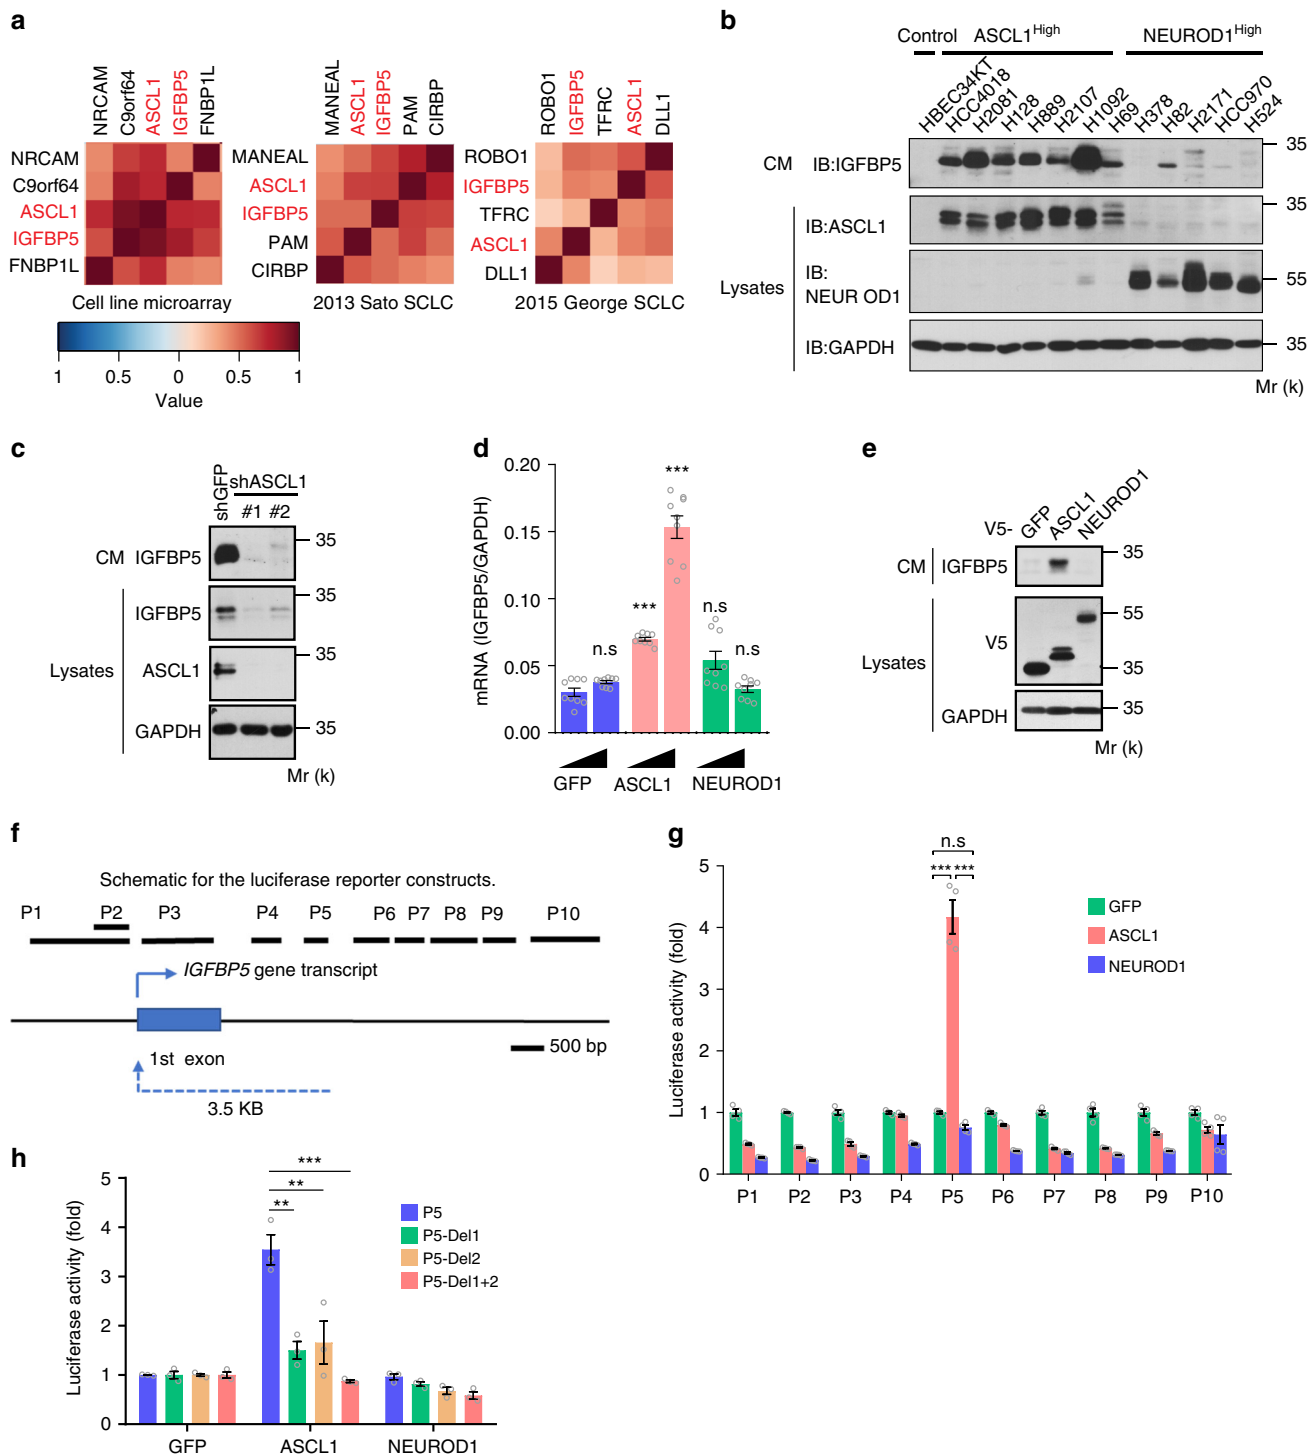 a
NRCAM
C9orf64
ASCL1
IGFBP5
FNBP1L
NRCAM
C9orf64
ASCL1
IGFBP5
FNBP1L
Cell line microarray
MANEAL
ASCL1
IGFBP5
PAM
CIRBP
MANEAL
ASCL1
IGFBP5
PAM
CIRBP
2013 Sato SCLC
ROBO1
IGFBP5
TFRC
ASCL1
DLL1
ROBO1
IGFBP5
TFRC
ASCL1
DLL1
2015 George SCLC
1 0.5 0 0.5 1
Value
b
Control ASCL1High NEUROD1High
HBEC34KT
HCC4018
H2081
H128
H889
H2107
H1092
H69
H378
H82
H2171
HCC970
H524
CM IB:IGFBP5 35
Lysates
IB:ASCL1 35
IB:
NEUR OD1 55
IB:GAPDH 35
Mr (k)
c
shGFP
shASCL1
#1 #2
CM IGFBP5 35
Lysates
IGFBP5 35
ASCL1 35
GAPDH 35
Mr (k)
d
mRNA (IGFBP5/GAPDH)
0.20
0.15
0.10
0.05
0.00
n.s
***
***
n.s
n.s
GFP ASCL1 NEUROD1
e
V5- GFP ASCL1 NEUROD1
CM IGFBP5 35
Lysates
V5 55
35
GAPDH 35
Mr (k)
f
Schematic for the luciferase reporter constructs.
P1 P2 P3 P4 P5 P6 P7 P8 P9 P10
IGFBP5 gene transcript
500 bp
1st exon
3.5 KB
g
Luciferase activity (fold)
5
4
3
2
1
0
n.s
*** ***
GFP
ASCL1
NEUROD1
P1 P2 P3 P4 P5 P6 P7 P8 P9 P10
h
Luciferase activity (fold)
5
4
3
2
1
0
***
**
**
P5
P5-Del1
P5-Del2
P5-Del1+2
GFP ASCL1 NEUROD1